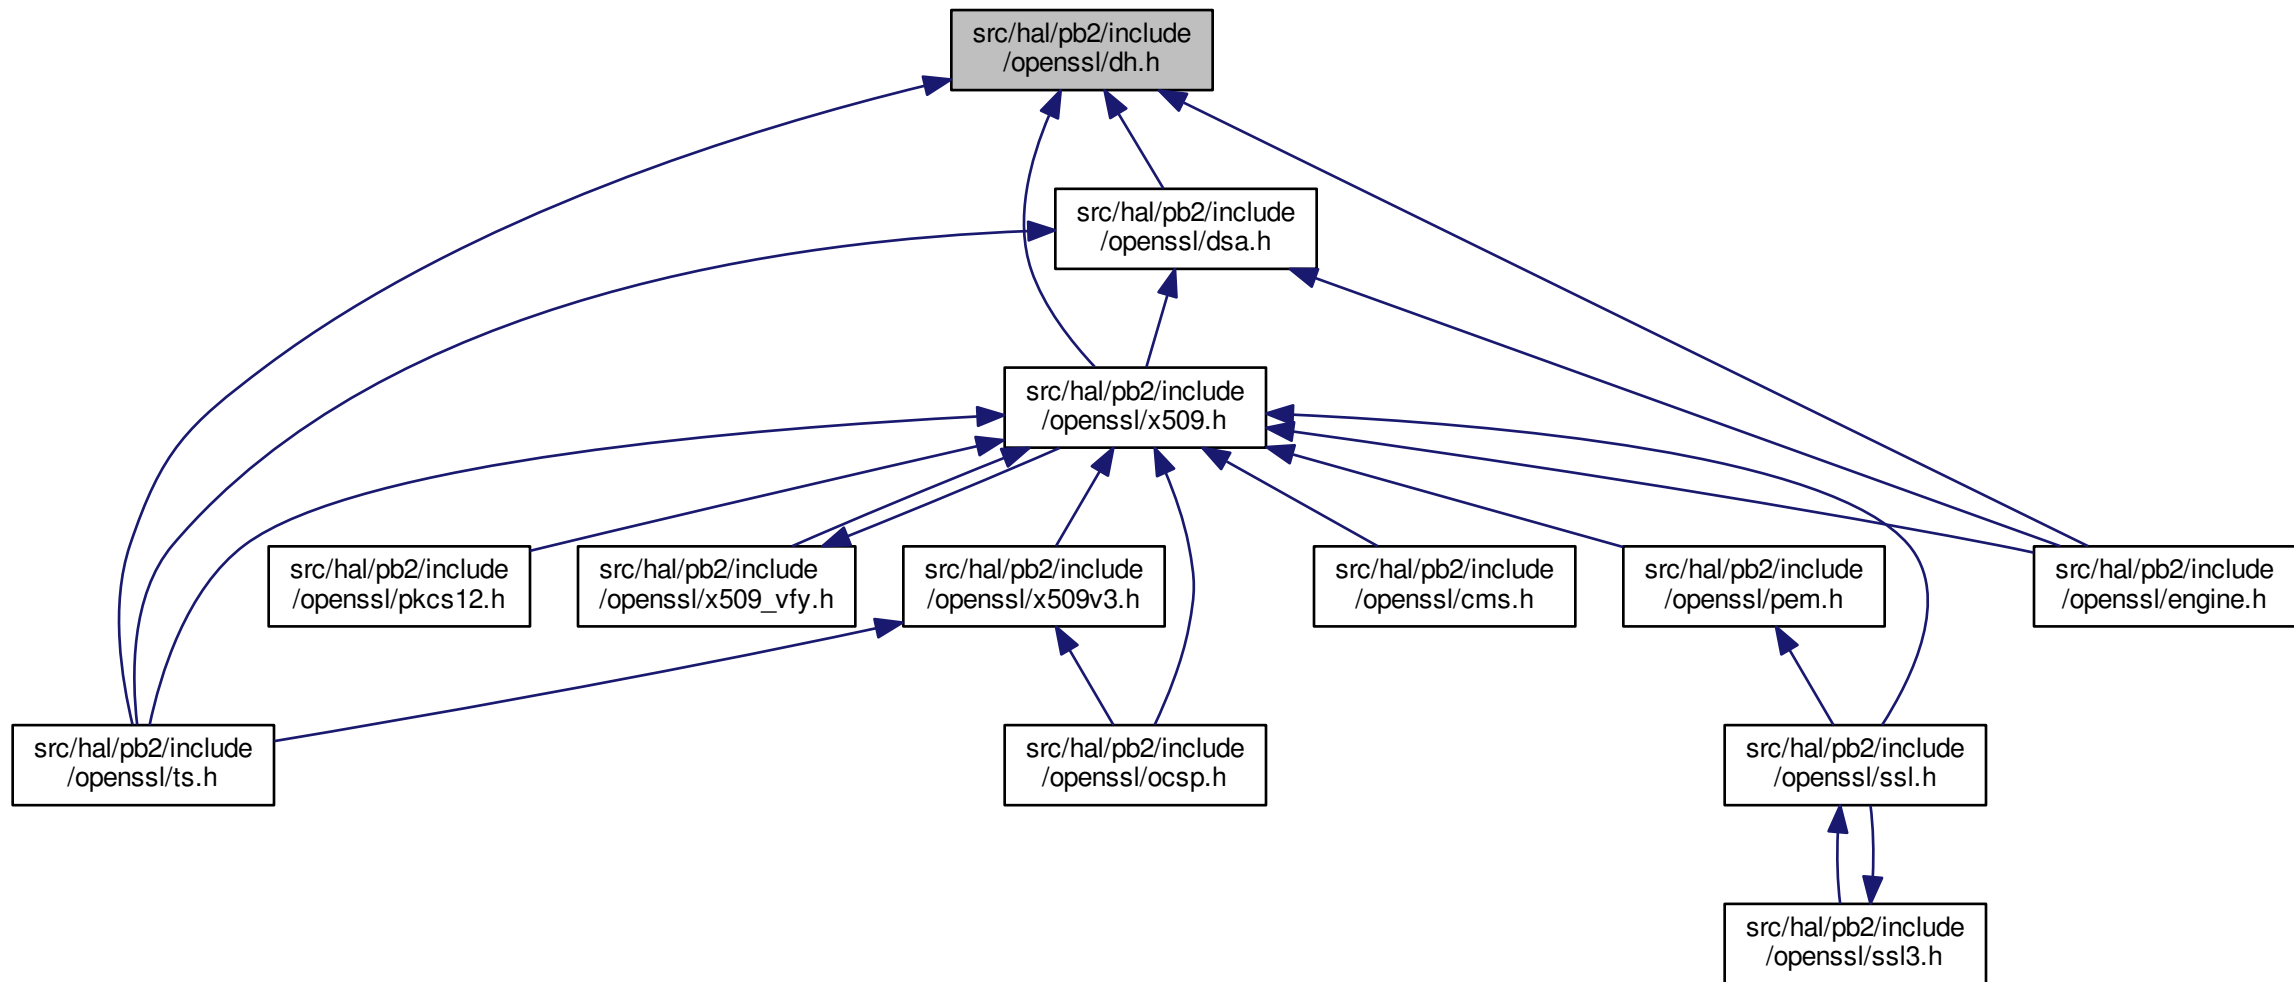 src/hal/pb2/include
/openssl/dh.h
src/hal/pb2/include
/openssl/dsa.h
src/hal/pb2/include
/openssl/x509.h
src/hal/pb2/include
/openssl/pkcs12.h
src/hal/pb2/include
/openssl/x509_vfy.h
src/hal/pb2/include
/openssl/x509v3.h
src/hal/pb2/include
/openssl/cms.h
src/hal/pb2/include
/openssl/pem.h
src/hal/pb2/include
/openssl/engine.h
src/hal/pb2/include
/openssl/ts.h
src/hal/pb2/include
/openssl/ocsp.h
src/hal/pb2/include
/openssl/ssl.h
src/hal/pb2/include
/openssl/ssl3.h